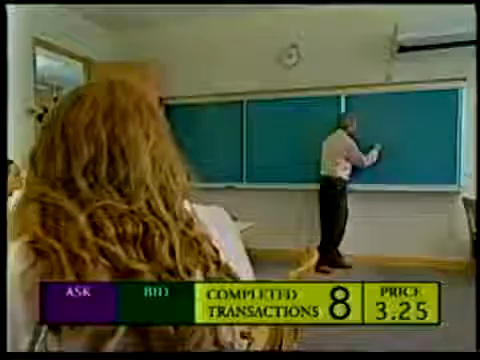 ASK
BID
COMPLETED
TRANSACTIONS
8
PRICE
3.25